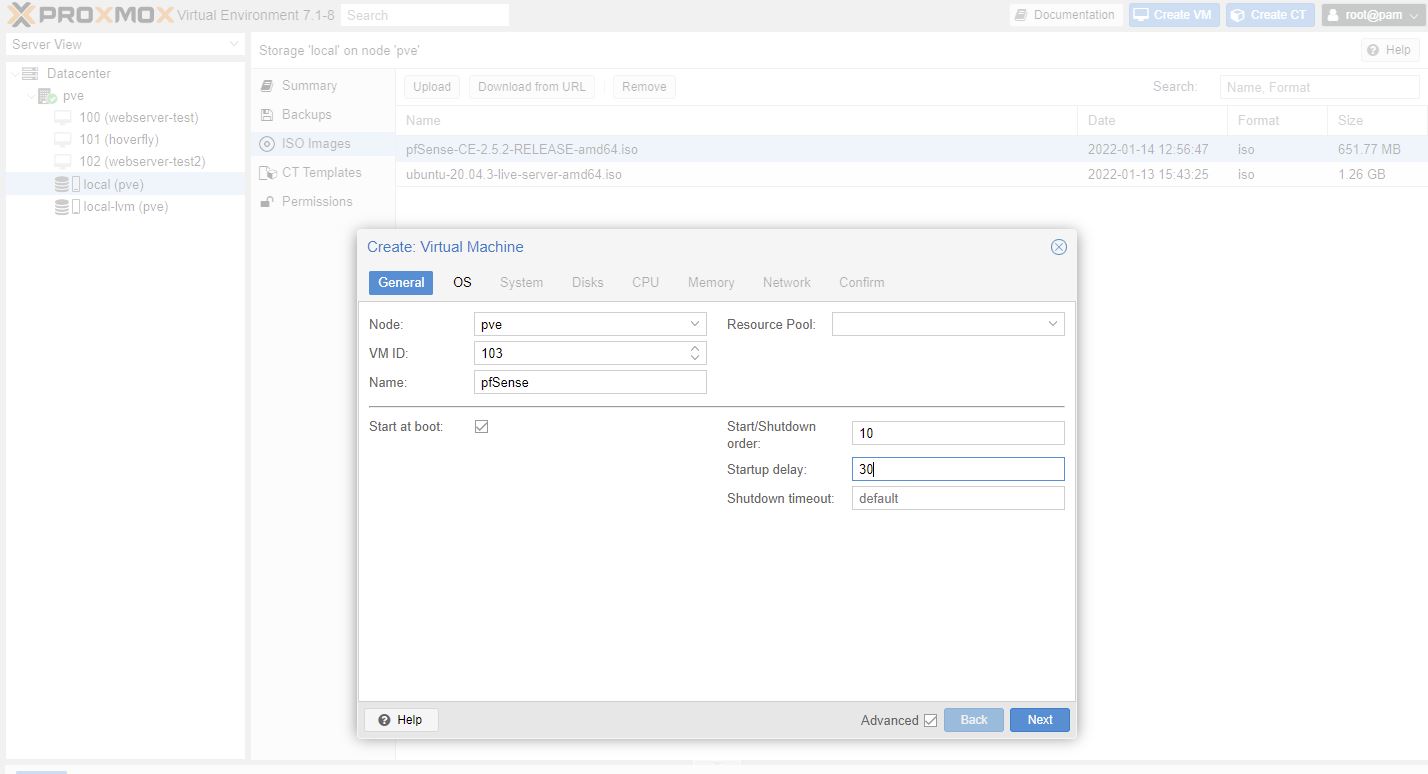 PROXMOX Virtual Environment 7.1-8 Search Documentation Create VM Create CT root@pam
Server View
Storage 'local' on node 'pve' Help
Datacenter
pve
100 (webserver-test)
101 (hoverfly)
102 (webserver-test2)
local (pve)
local-lvm (pve)
Summary
Backups
ISO Images
CT Templates
Permissions
Upload Download from URL Remove Search: Name, Format
Name Date Format Size
pfSense-CE-2.5.2-RELEASE-amd64.iso 2022-01-14 12:56:47 iso 651.77 MB
ubuntu-20.04.3-live-server-amd64.iso 2022-01-13 15:43:25 iso 1.26 GB
Create: Virtual Machine
General OS System Disks CPU Memory Network Confirm
Node: pve Resource Pool:
VM ID: 103
Name: pfSense
Start at boot: Start/Shutdown
order: 10
Startup delay: 30
Shutdown timeout: default
Help Advanced Back Next